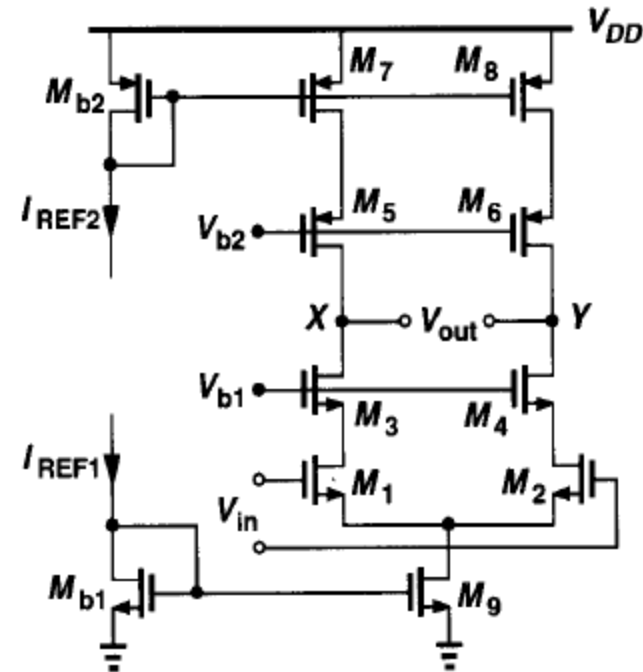 V_DD
M_b2
M_7
M_8
I_REF2
V_b2
M_5
M_6
X
V_out
Y
V_b1
M_3
M_4
I_REF1
V_in
M_1
M_2
M_b1
M_9